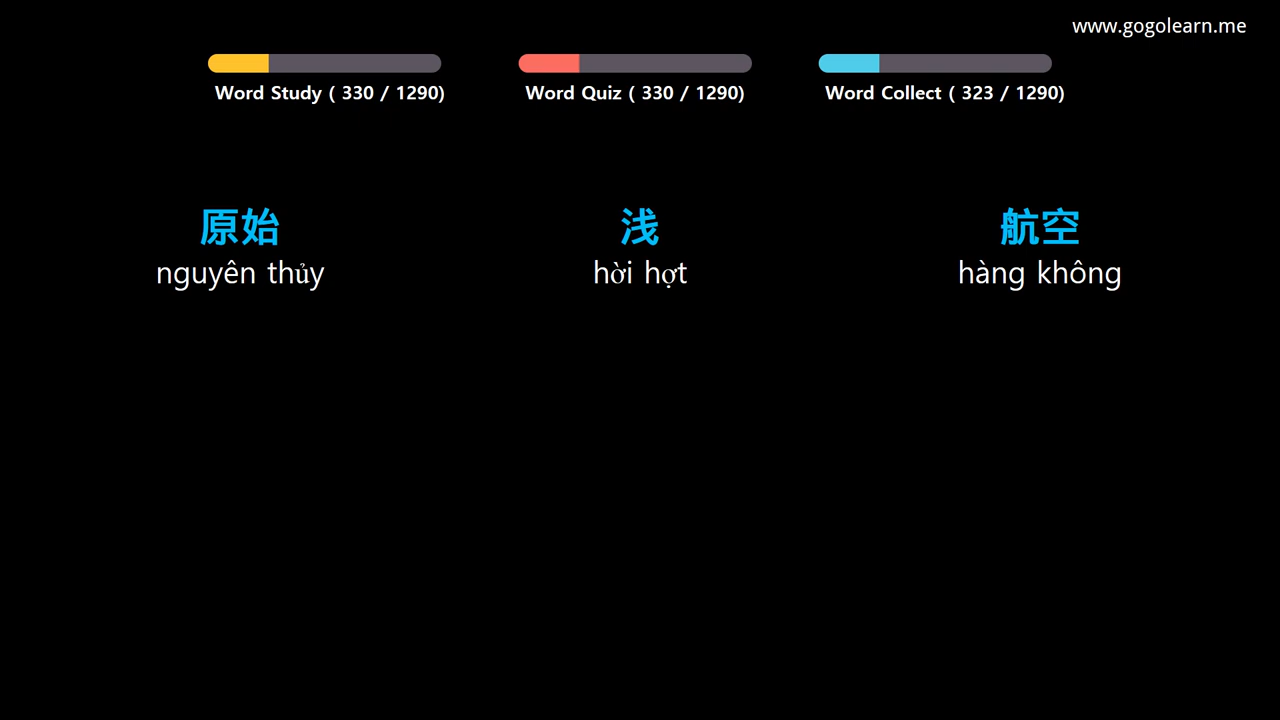 www.gogolearn.me
Word Study ( 330 / 1290)
Word Quiz ( 330 / 1290)
Word Collect ( 323 / 1290)
原始
nguyên thủy
浅
hời hợt
航空
hàng không